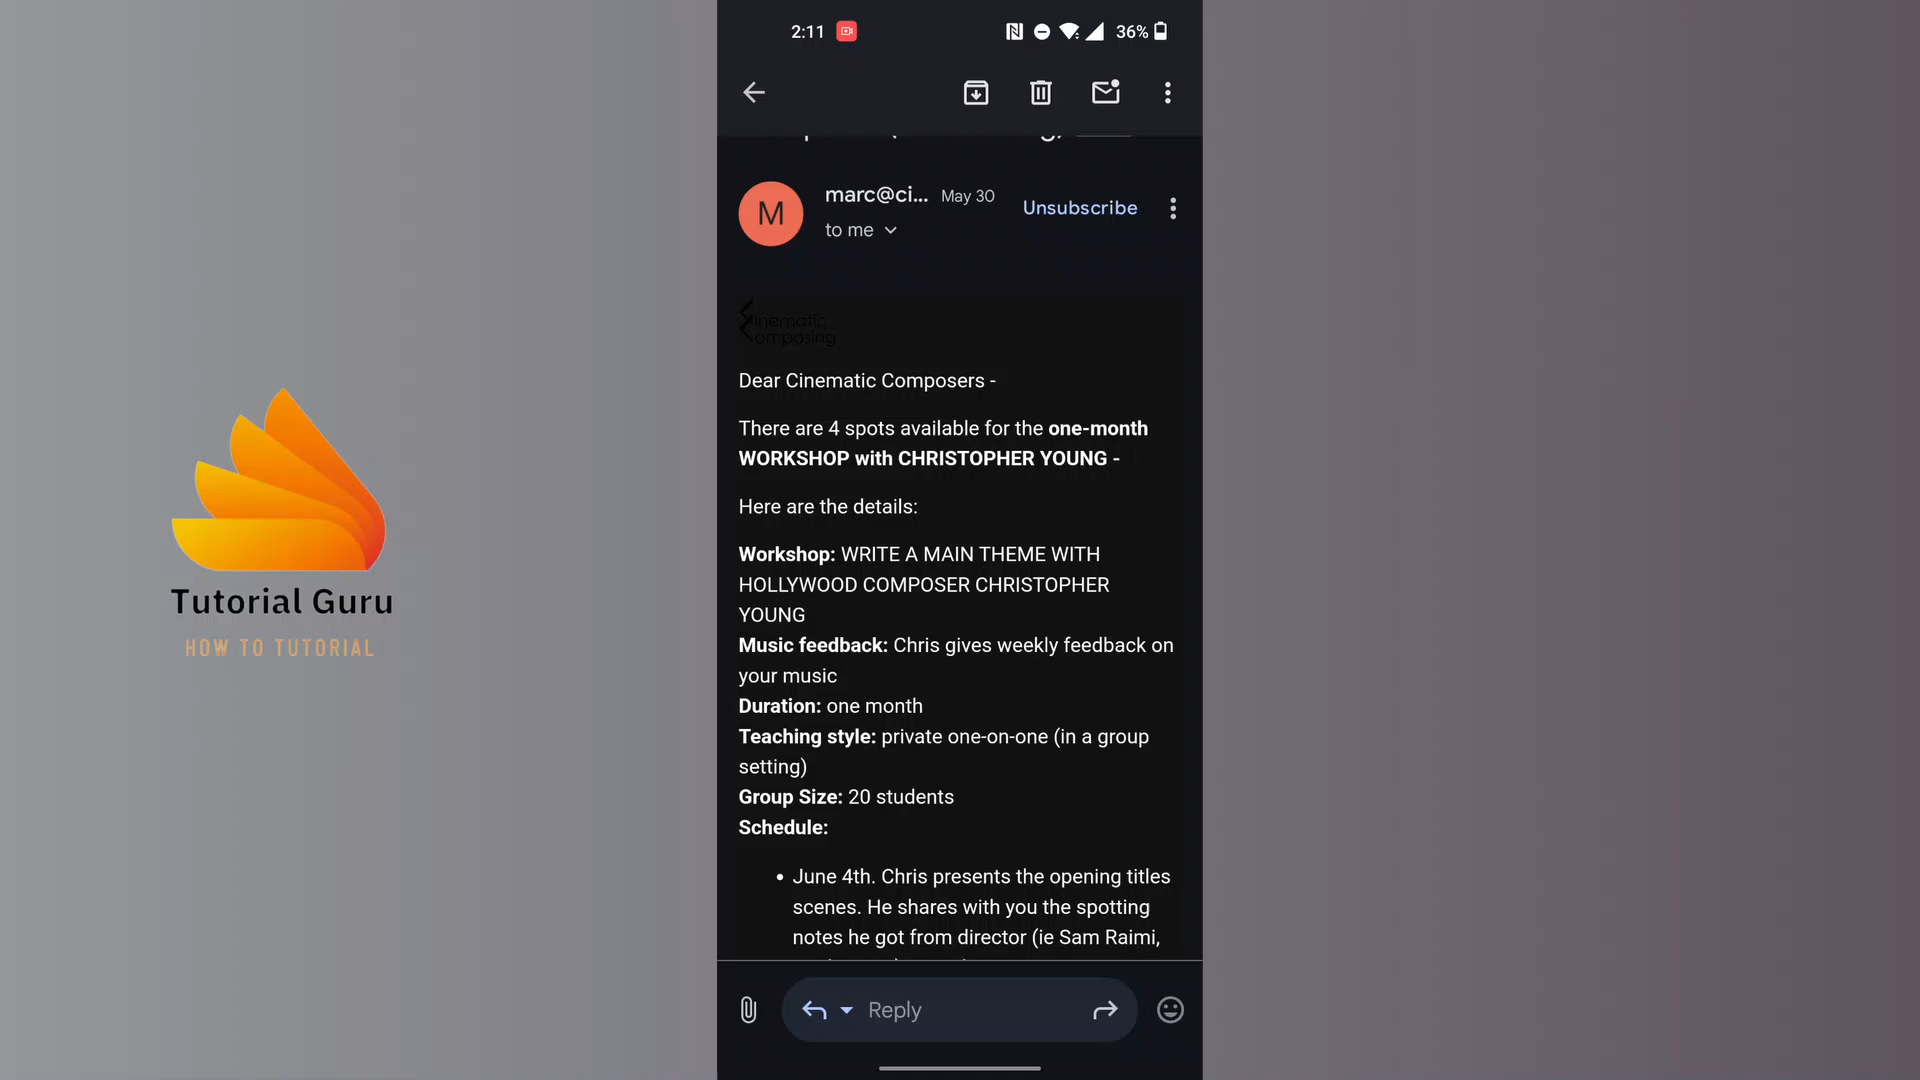 2:11
36%
marc@ci... May 30
Unsubscribe
to me
M
inematic
omposing
Dear Cinematic Composers -
There are 4 spots available for the one-month
WORKSHOP with CHRISTOPHER YOUNG -
Here are the details:
Workshop: WRITE A MAIN THEME WITH
HOLLYWOOD COMPOSER CHRISTOPHER
YOUNG
Music feedback: Chris gives weekly feedback on
your music
Duration: one month
Teaching style: private one-on-one (in a group
setting)
Group Size: 20 students
Schedule:
• June 4th. Chris presents the opening titles
scenes. He shares with you the spotting
notes he got from director (ie Sam Raimi,
Reply
Tutorial Guru
HOW TO TUTORIAL